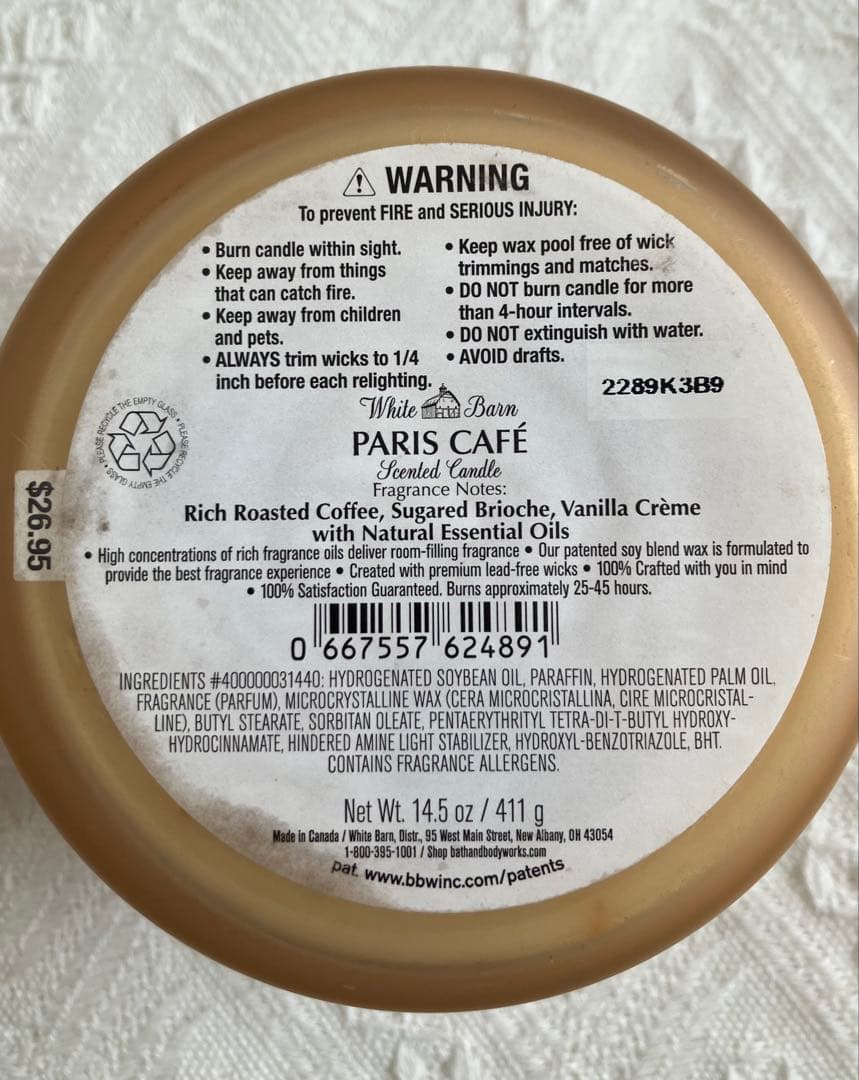 WARNING
To prevent FIRE and SERIOUS INJURY:
• Burn candle within sight.
• Keep away from things
that can catch fire.
• Keep away from children
and pets.
• ALWAYS trim wicks to 1/4
inch before each relighting.
• Keep wax pool free of wick
trimmings and matches.
• DO NOT burn candle for more
than 4-hour intervals.
• DO NOT extinguish with water.
• AVOID drafts.
2289K3B9
PLEASE RECYCLE THE EMPTY GLASS • PLEASE RECYCLE THE EMPTY GLASS •
White Barn
PARIS CAFÉ
Scented Candle
Fragrance Notes:
Rich Roasted Coffee, Sugared Brioche, Vanilla Crème
with Natural Essential Oils
• High concentrations of rich fragrance oils deliver room-filling fragrance • Our patented soy blend wax is formulated to
provide the best fragrance experience • Created with premium lead-free wicks • 100% Crafted with you in mind
• 100% Satisfaction Guaranteed. Burns approximately 25-45 hours.
$26.95
0 667557 624891
INGREDIENTS #400000031440: HYDROGENATED SOYBEAN OIL, PARAFFIN, HYDROGENATED PALM OIL,
FRAGRANCE (PARFUM), MICROCRYSTALLINE WAX (CERA MICROCRISTALLINA, CIRE MICROCRISTAL-
LINE), BUTYL STEARATE, SORBITAN OLEATE, PENTAERYTHRITYL TETRA-DI-T-BUTYL HYDROXY-
HYDROCINNAMATE, HINDERED AMINE LIGHT STABILIZER, HYDROXYL-BENZOTRIAZOLE, BHT.
CONTAINS FRAGRANCE ALLERGENS.
Net Wt. 14.5 oz / 411 g
Made in Canada / White Barn, Distr., 95 West Main Street, New Albany, OH 43054
1-800-395-1001 / Shop bathandbodyworks.com
pat. www.bbwinc.com/patents